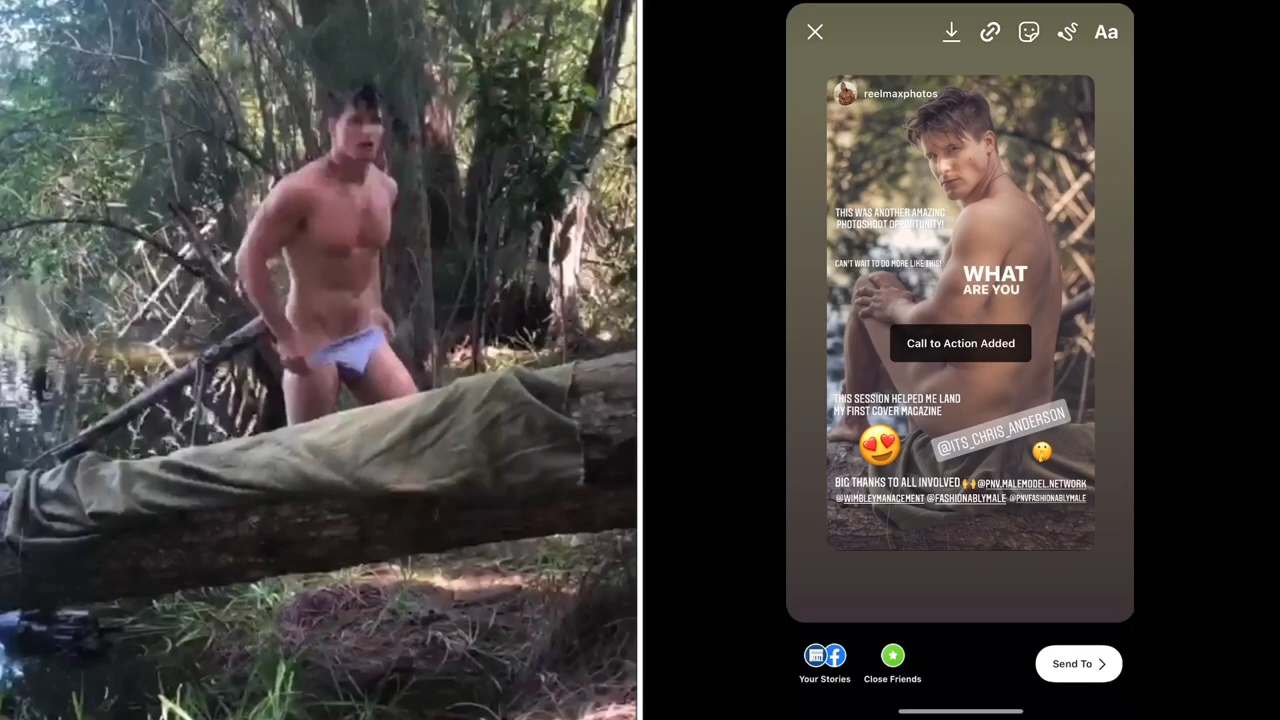 Aa
reelmaxphotos
THIS WAS ANOTHER AMAZING
PHOTOSHOOT OPPORTUNITY!
CAN'T WAIT TO DO MORE LIKE THIS!
WHAT
ARE YOU
Call to Action Added
THIS SESSION HELPED ME LAND
MY FIRST COVER MAGAZINE
@ITS_CHRIS_ANDERSON
BIG THANKS TO ALL INVOLVED 🙌 @PNV.MALEMODEL.NETWORK
@WIMBLEYMANAGEMENT @FASHIONABLYMALE @PNVFASHIONABLYMALE
Your Stories
Close Friends
Send To